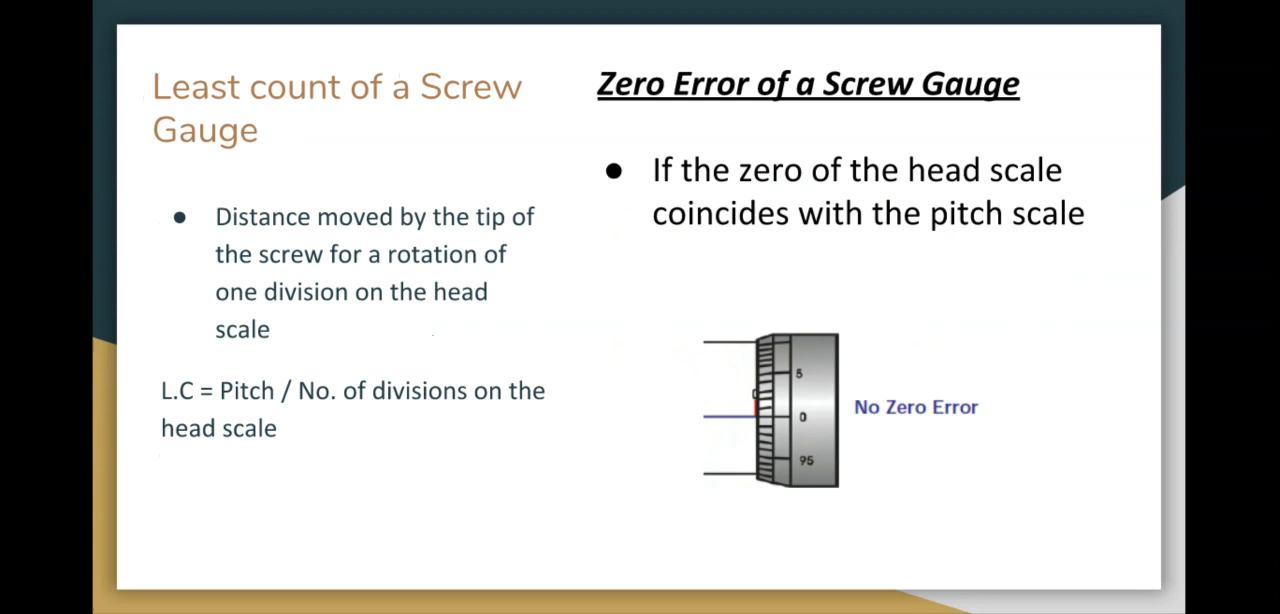 Least count of a Screw
Gauge
● Distance moved by the tip of
the screw for a rotation of
one division on the head
scale
L.C = Pitch / No. of divisions on the
head scale
Zero Error of a Screw Gauge
● If the zero of the head scale
coincides with the pitch scale
5
0
95
0
No Zero Error